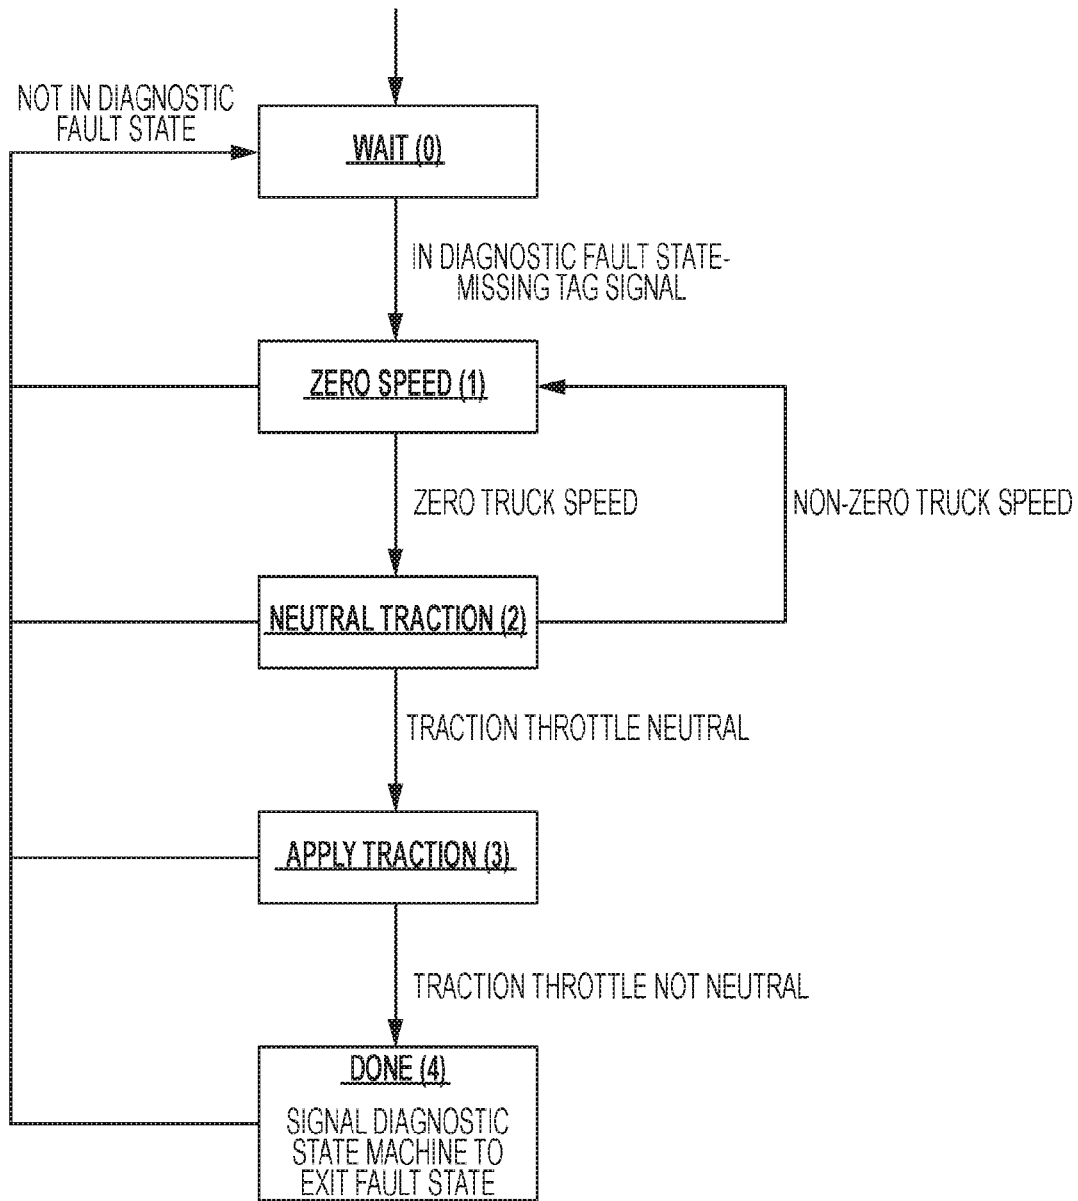 NOT IN DIAGNOSTIC
FAULT STATE
WAIT (0)
IN DIAGNOSTIC FAULT STATE-
MISSING TAG SIGNAL
ZERO SPEED (1)
ZERO TRUCK SPEED
NON-ZERO TRUCK SPEED
NEUTRAL TRACTION (2)
TRACTION THROTTLE NEUTRAL
APPLY TRACTION (3)
TRACTION THROTTLE NOT NEUTRAL
DONE (4)
SIGNAL DIAGNOSTIC
STATE MACHINE TO
EXIT FAULT STATE